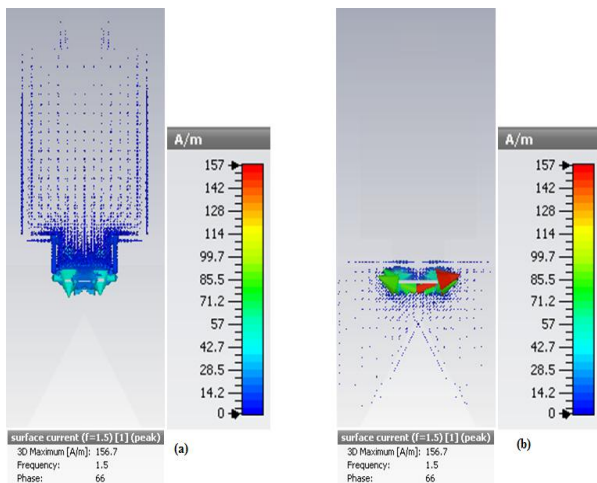 A/m
157
142
128
114
99.7
85.5
71.2
57
42.7
28.5
14.2
0
surface current (f=1.5) [1] (peak)
3D Maximum [A/m]: 156.7
Frequency: 1.5
Phase: 66
(a)
A/m
157
142
128
114
99.7
85.5
71.2
57
42.7
28.5
14.2
0
surface current (f=1.5) [1] (peak)
3D Maximum [A/m]: 156.7
Frequency: 1.5
Phase: 66
(b)